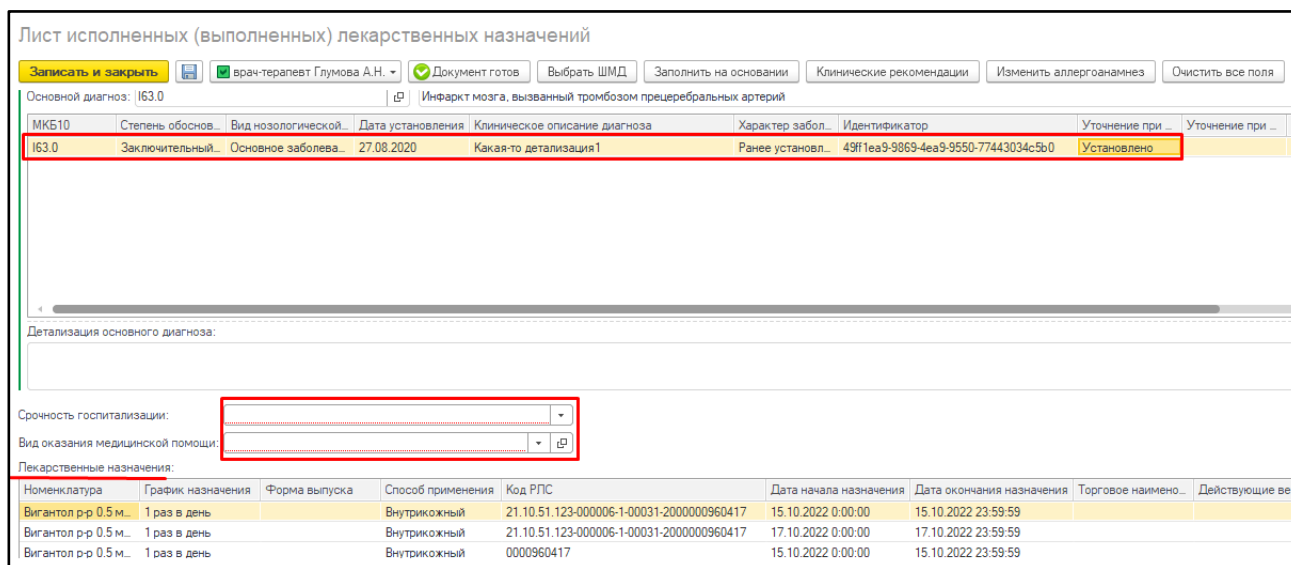 Лист исполненных (выполненных) лекарственных назначений
Записать и закрыть врач-терапевт Глумова А.Н. Документ готов Выбрать ШМД Заполнить на основании Клинические рекомендации Изменить аллергоанамнез Очистить все поля
Основной диагноз: I63.0 Инфаркт мозга, вызванный тромбозом прецеребральных артерий
МКБ10 Степень обоснов... Вид нозологической... Дата установления Клиническое описание диагноза Характер забол... Идентификатор Уточнение при ... Уточнение при ...
I63.0 Заключительный... Основное заболева... 27.08.2020 Какая-то детализация1 Ранее установл... 49ff1ea9-9869-4ea9-9550-77443034c5b0 Установлено
Детализация основного диагноза:
Срочность госпитализации:
Вид оказания медицинской помощи:
Лекарственные назначения:
Номенклатура График назначения Форма выпуска Способ применения Код РЛС Дата начала назначения Дата окончания назначения Торговое наимено... Действующие ве
Вигантол р-р 0.5 м... 1 раз в день Внутрикожный 21.10.51.123-000006-1-00031-2000000960417 15.10.2022 0:00:00 15.10.2022 23:59:59
Вигантол р-р 0.5 м... 1 раз в день Внутрикожный 21.10.51.123-000006-1-00031-2000000960417 17.10.2022 0:00:00 17.10.2022 23:59:59
Вигантол р-р 0.5 м... 1 раз в день Внутрикожный 0000960417 15.10.2022 0:00:00 15.10.2022 23:59:59